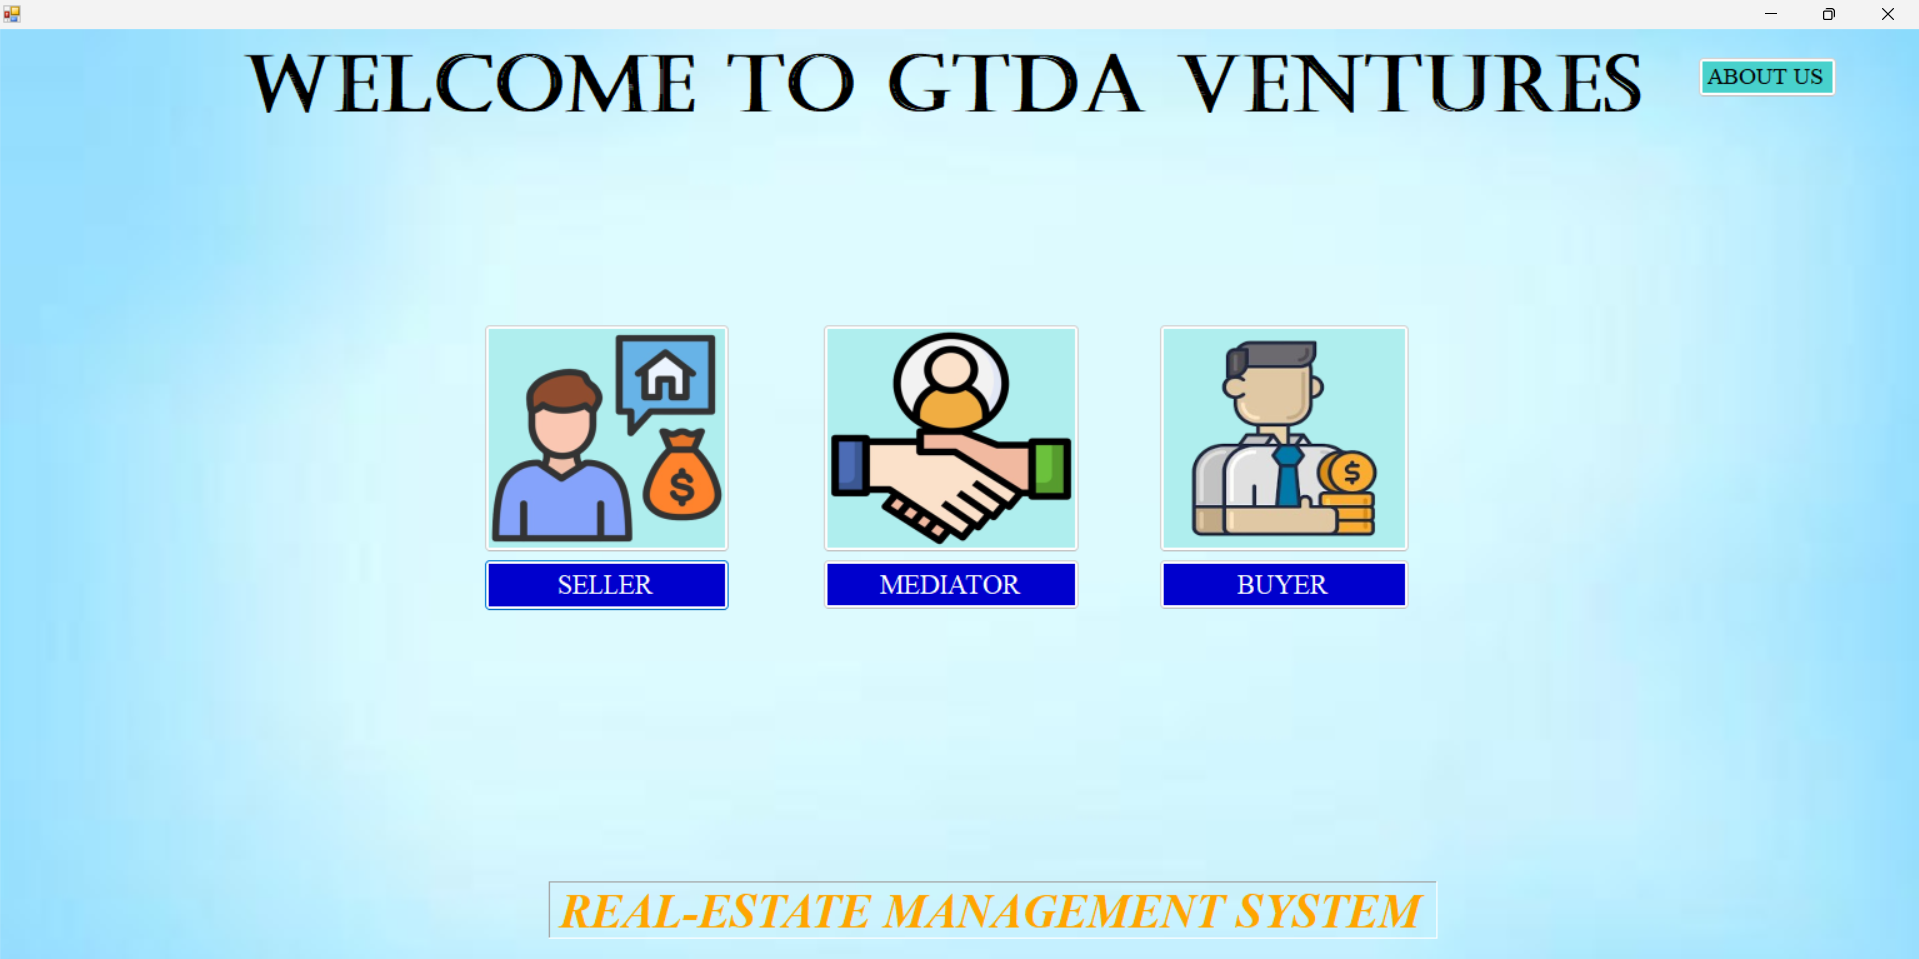 WELCOME TO GTDA VENTURES
ABOUT US
$
$
SELLER
MEDIATOR
BUYER
REAL-ESTATE MANAGEMENT SYSTEM